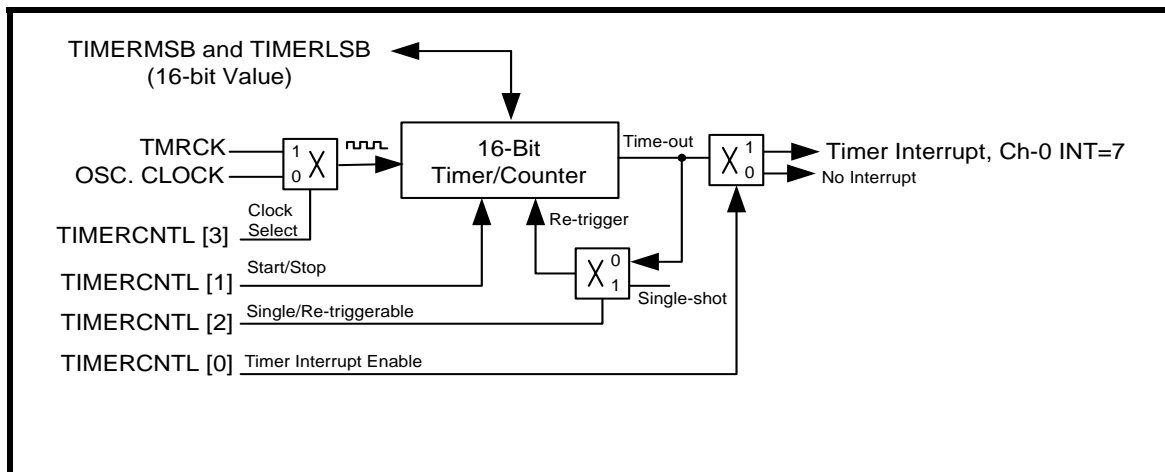 TIMERMSB and TIMERLSB
(16-bit Value)
TMRCK
OSC. CLOCK
1
0
X
Clock
Select
TIMERCNTL [3]
16-Bit
Timer/Counter
Time-out
X
1
0
Timer Interrupt, Ch-0 INT=7
No Interrupt
Re-trigger
X
0
1
Single-shot
TIMERCNTL [1]
Start/Stop
TIMERCNTL [2]
Single/Re-triggerable
TIMERCNTL [0]
Timer Interrupt Enable